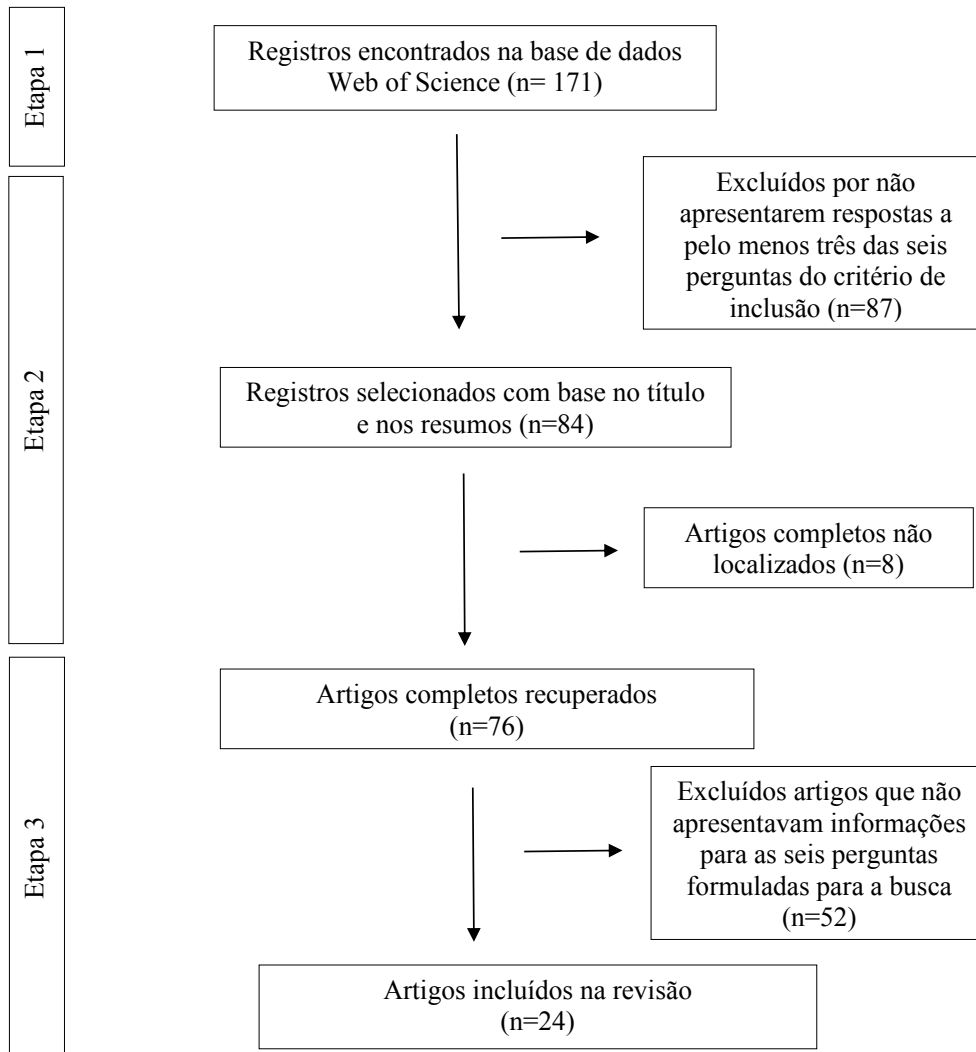 Etapa 1
Registros encontrados na base de dados
Web of Science (n= 171)
Etapa 2
Excluídos por não
apresentarem respostas a
pelo menos três das seis
perguntas do critério de
inclusão (n=87)
Registros selecionados com base no título
e nos resumos (n=84)
Artigos completos não
localizados (n=8)
Etapa 3
Artigos completos recuperados
(n=76)
Excluídos artigos que não
apresentavam informações
para as seis perguntas
formuladas para a busca
(n=52)
Artigos incluídos na revisão
(n=24)